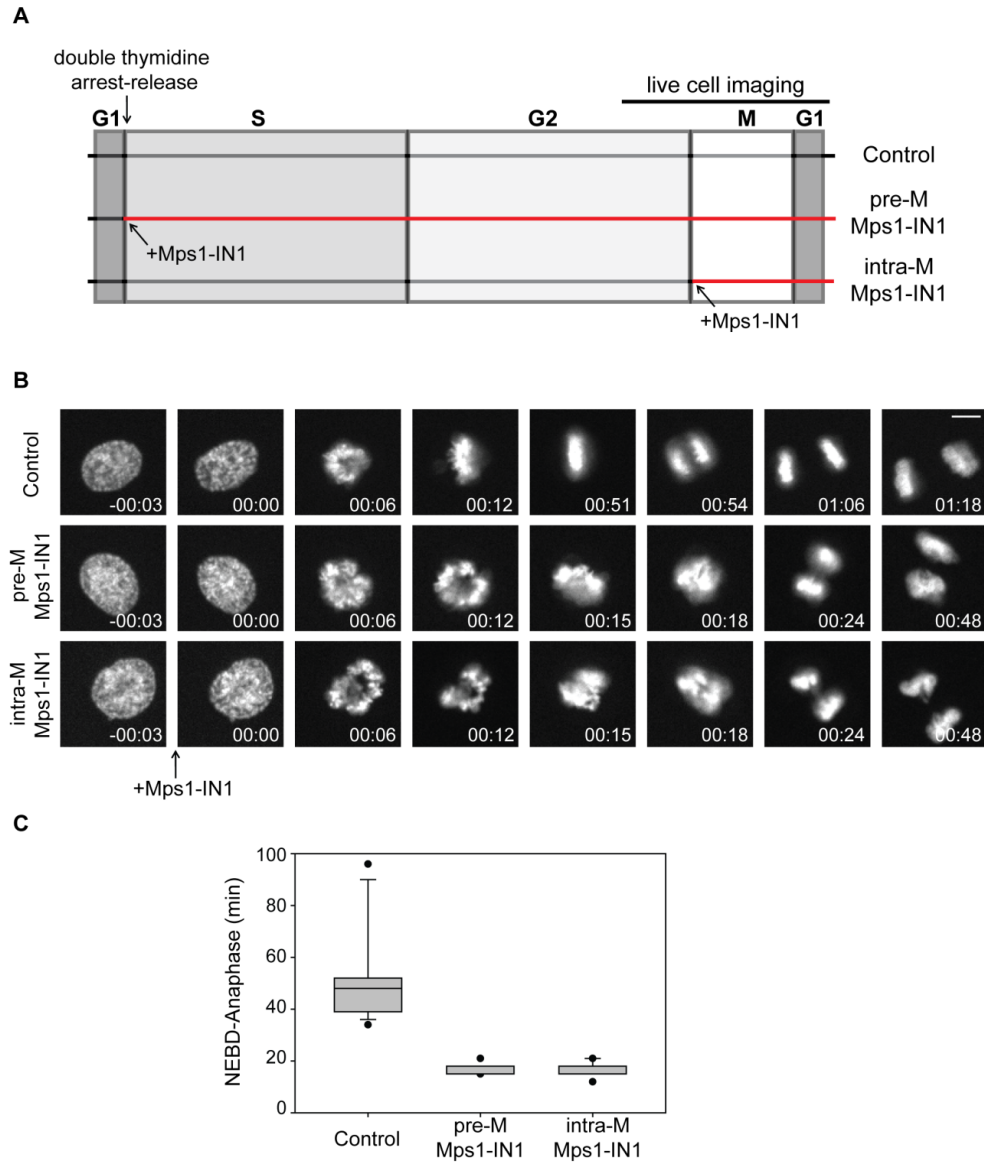 A
double thymidine
arrest-release
live cell imaging
G1 S G2 M G1
Control
pre-M
Mps1-IN1
+Mps1-IN1
intra-M
Mps1-IN1
+Mps1-IN1
B
Control
-00:03 00:00 00:06 00:12 00:51 00:54 01:06 01:18
pre-M
Mps1-IN1
-00:03 00:00 00:06 00:12 00:15 00:18 00:24 00:48
intra-M
Mps1-IN1
-00:03 00:00 00:06 00:12 00:15 00:18 00:24 00:48
+Mps1-IN1
C
NEBD-Anaphase (min)
100
80
60
40
20
0
Control
pre-M
Mps1-IN1
intra-M
Mps1-IN1